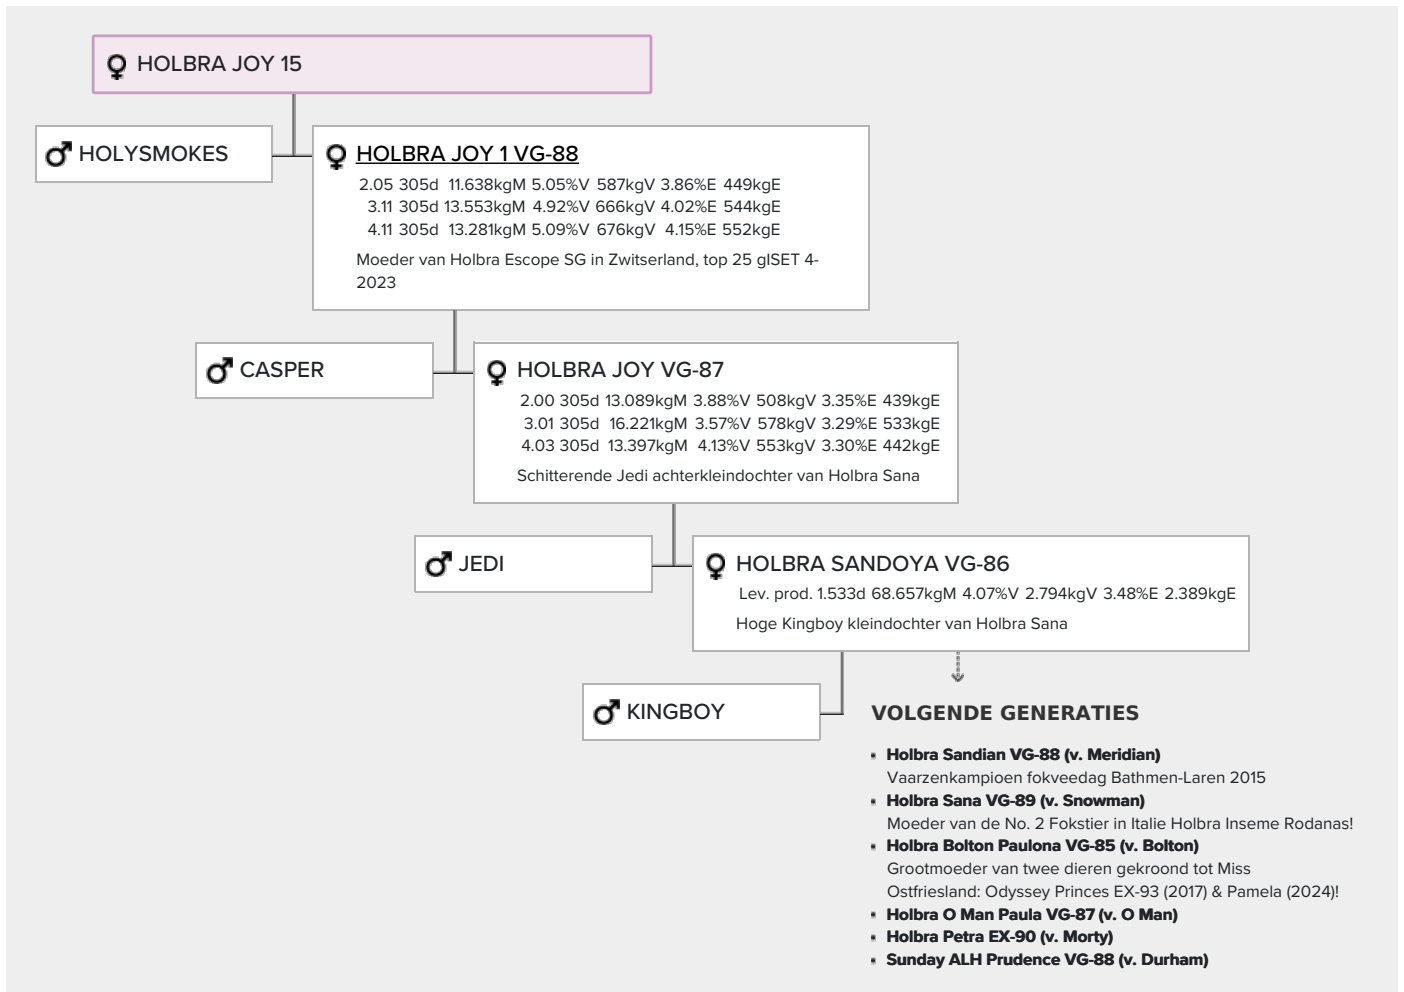 HOLBRA JOY 15
HOLYSMOKES
HOLBRA JOY 1 VG-88
2.05 305d 11.638kgM 5.05%V 587kgV 3.86%E 449kgE
3.11 305d 13.553kgM 4.92%V 666kgV 4.02%E 544kgE
4.11 305d 13.281kgM 5.09%V 676kgV 4.15%E 552kgE
Moeder van Holbra Escope SG in Zwitserland, top 25 gISET 4-
2023
CASPER
HOLBRA JOY VG-87
2.00 305d 13.089kgM 3.88%V 508kgV 3.35%E 439kgE
3.01 305d 16.221kgM 3.57%V 578kgV 3.29%E 533kgE
4.03 305d 13.397kgM 4.13%V 553kgV 3.30%E 442kgE
Schitterende Jedi achterkleindochter van Holbra Sana
JEDI
HOLBRA SANDOYA VG-86
Lev. prod. 1.533d 68.657kgM 4.07%V 2.794kgV 3.48%E 2.389kgE
Hoge Kingboy kleindochter van Holbra Sana
KINGBOY
VOLGENDE GENERATIES
▪ Holbra Sandian VG-88 (v. Meridian)
Vaarzenkampioen fokveedag Bathmen-Laren 2015
▪ Holbra Sana VG-89 (v. Snowman)
Moeder van de No. 2 Fokstier in Italie Holbra Inseme Rodanas!
▪ Holbra Bolton Paulona VG-85 (v. Bolton)
Grootmoeder van twee dieren gekroond tot Miss
Ostfriesland: Odyssey Princes EX-93 (2017) & Pamela (2024)!
▪ Holbra O Man Paula VG-87 (v. O Man)
▪ Holbra Petra EX-90 (v. Morty)
▪ Sunday ALH Prudence VG-88 (v. Durham)